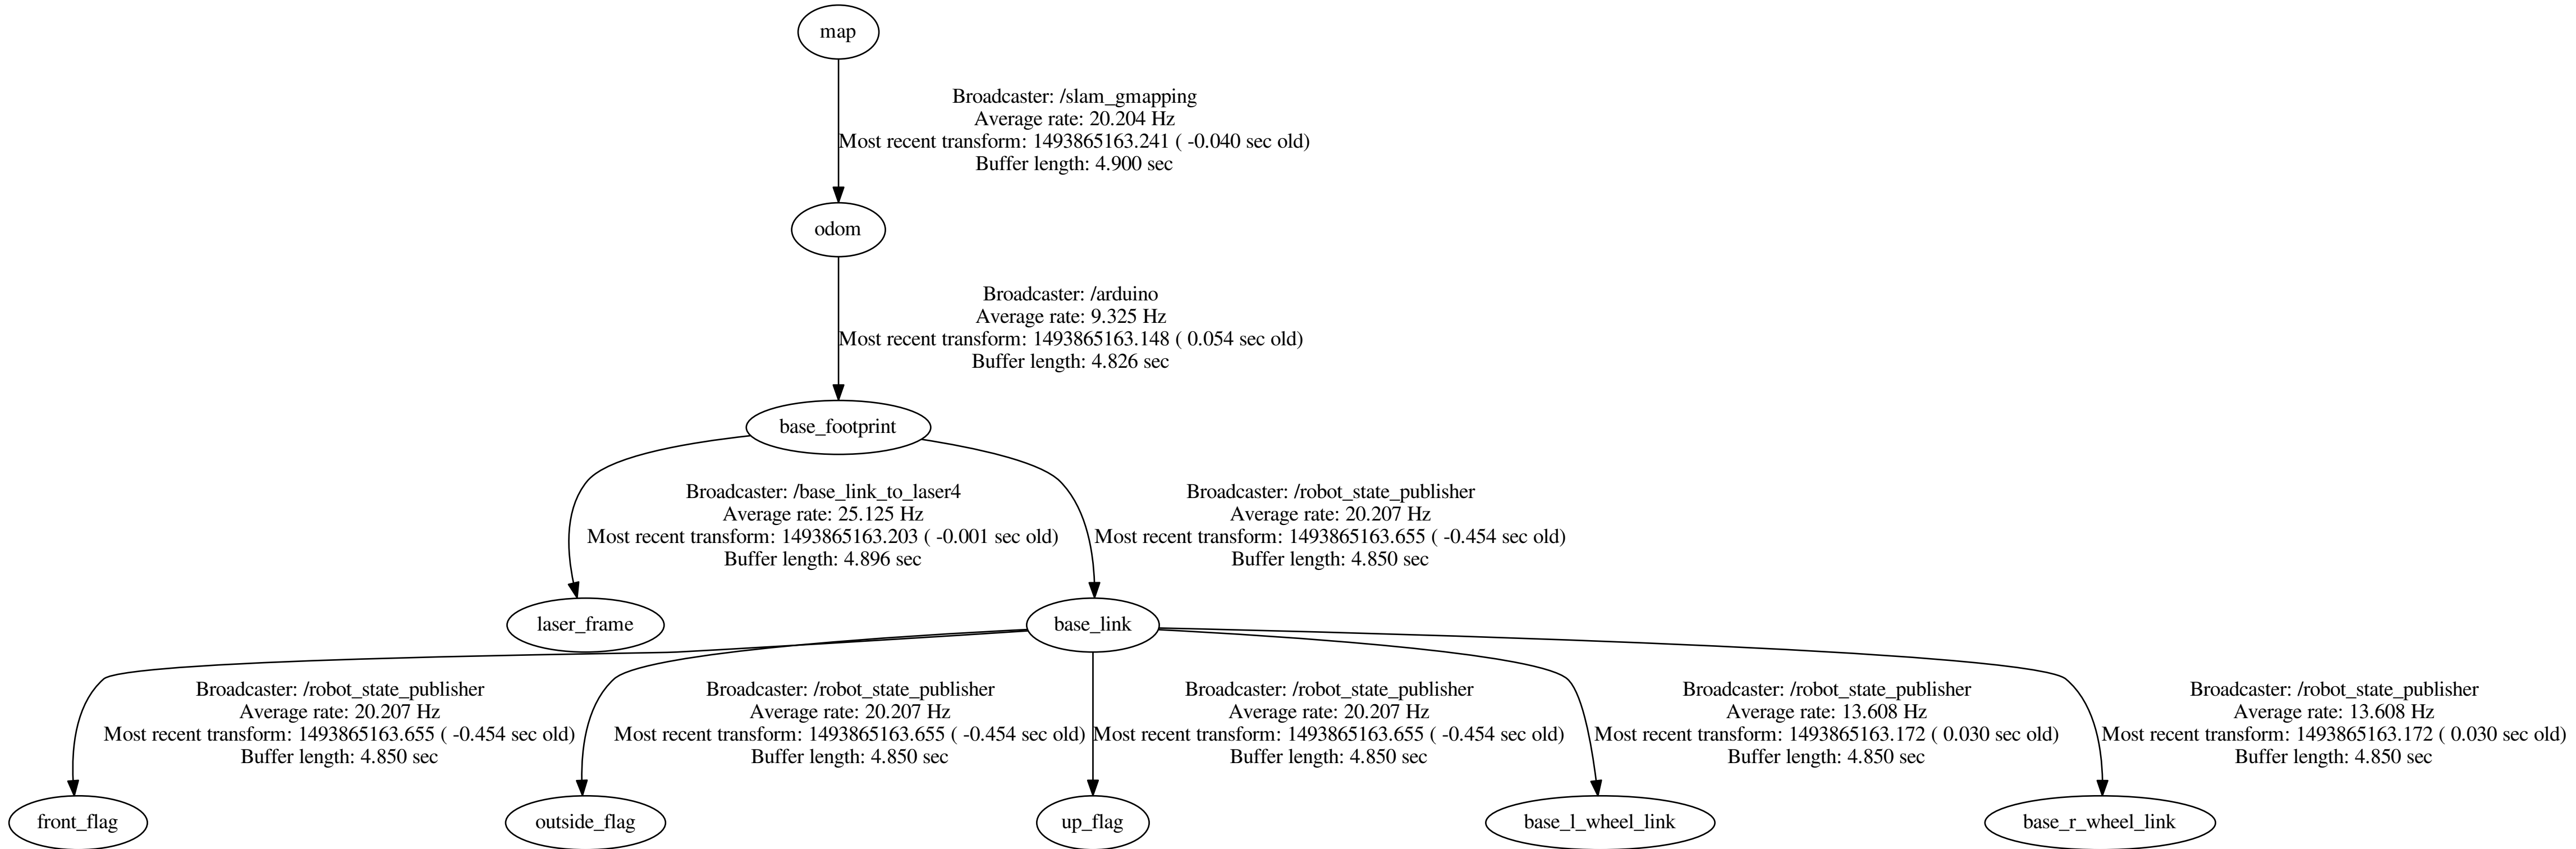 map
Broadcaster: /slam_gmapping
Average rate: 20.204 Hz
Most recent transform: 1493865163.241 ( -0.040 sec old)
Buffer length: 4.900 sec
odom
Broadcaster: /arduino
Average rate: 9.325 Hz
Most recent transform: 1493865163.148 ( 0.054 sec old)
Buffer length: 4.826 sec
base_footprint
Broadcaster: /base_link_to_laser4
Average rate: 25.125 Hz
Most recent transform: 1493865163.203 ( -0.001 sec old)
Buffer length: 4.896 sec
Broadcaster: /robot_state_publisher
Average rate: 20.207 Hz
Most recent transform: 1493865163.655 ( -0.454 sec old)
Buffer length: 4.850 sec
laser_frame
base_link
Broadcaster: /robot_state_publisher
Average rate: 20.207 Hz
Most recent transform: 1493865163.655 ( -0.454 sec old)
Buffer length: 4.850 sec
Broadcaster: /robot_state_publisher
Average rate: 20.207 Hz
Most recent transform: 1493865163.655 ( -0.454 sec old)
Buffer length: 4.850 sec
Broadcaster: /robot_state_publisher
Average rate: 20.207 Hz
Most recent transform: 1493865163.655 ( -0.454 sec old)
Buffer length: 4.850 sec
Broadcaster: /robot_state_publisher
Average rate: 13.608 Hz
Most recent transform: 1493865163.172 ( 0.030 sec old)
Buffer length: 4.850 sec
Broadcaster: /robot_state_publisher
Average rate: 13.608 Hz
Most recent transform: 1493865163.172 ( 0.030 sec old)
Buffer length: 4.850 sec
front_flag
outside_flag
up_flag
base_l_wheel_link
base_r_wheel_link